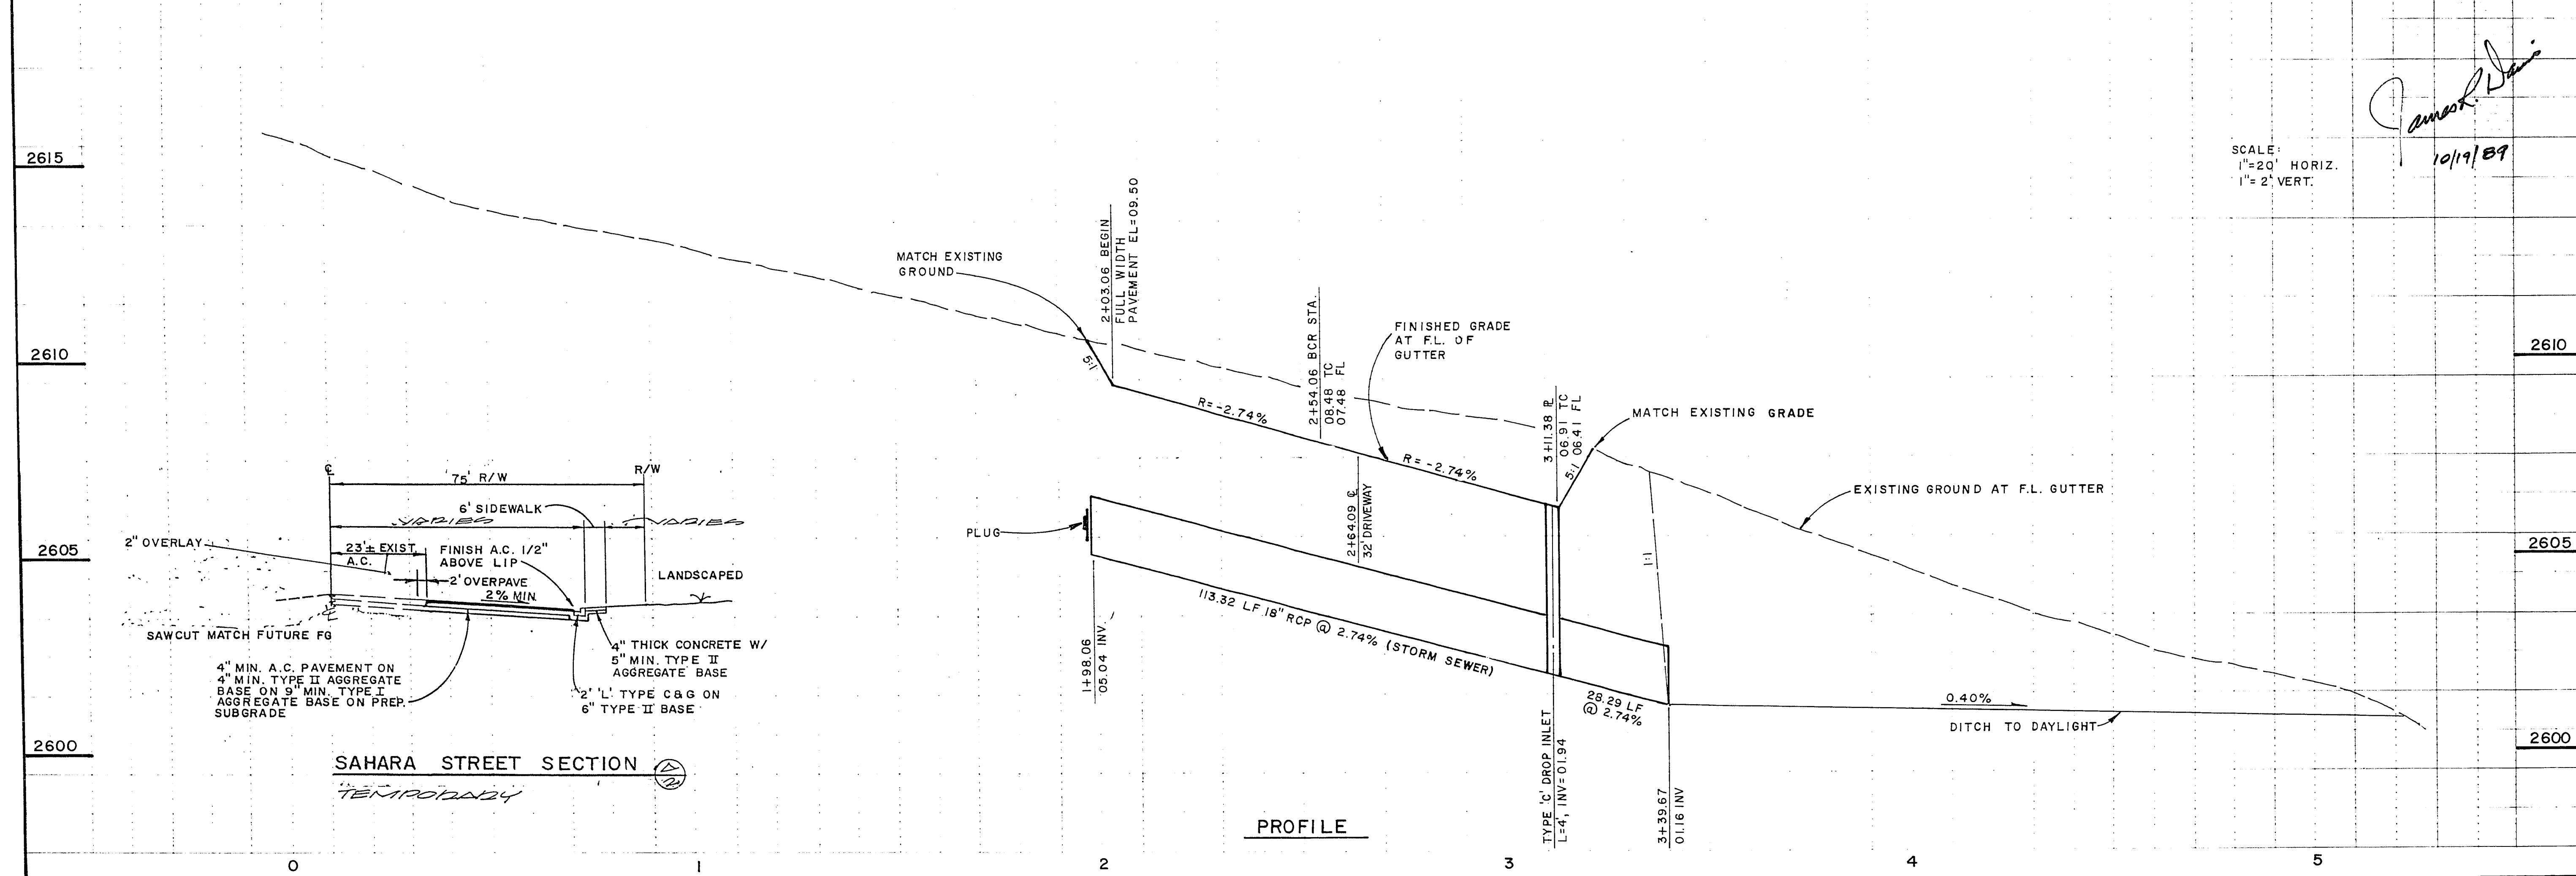 James R. Davis
10/19/89
SCALE:
1"=20' HORIZ.
1"=2' VERT.
2615
2610
2605
2600
2610
2605
2600
MATCH EXISTING
GROUND
2+03.06 BEGIN
FULL WIDTH
PAVEMENT EL=09.50
5:1
R=-2.74%
2+54.06 BCR STA.
08.48 TC
07.48 FL
FINISHED GRADE
AT F.L. OF
GUTTER
R=-2.74%
3+11.38 PL
06.91 TC
06.41 FL
5:1
MATCH EXISTING GRADE
EXISTING GROUND AT F.L. GUTTER
1:1
PLUG
2+64.09 CL
32' DRIVEWAY
113.32 LF 18" RCP @ 2.74% (STORM SEWER)
1+98.06
05.04 INV.
28.29 LF
@ 2.74%
0.40%
DITCH TO DAYLIGHT
TYPE 'C' DROP INLET
L=4', INV=01.94
3+39.67
01.16 INV
CL
75' R/W
R/W
6' SIDEWALK
VARIES
VARIES
2" OVERLAY
23'± EXIST.
A.C.
FINISH A.C. 1/2"
ABOVE LIP
2' OVERPAVE
2% MIN.
LANDSCAPED
SAWCUT MATCH FUTURE FG
4" MIN. A.C. PAVEMENT ON
4" MIN. TYPE II AGGREGATE
BASE ON 9" MIN. TYPE I
AGGREGATE BASE ON PREP.
SUBGRADE
4" THICK CONCRETE W/
5" MIN. TYPE II
AGGREGATE BASE
2' 'L' TYPE C&G ON
6" TYPE II BASE
SAHARA STREET SECTION
TEMPORARY
PROFILE
0 1 2 3 4 5